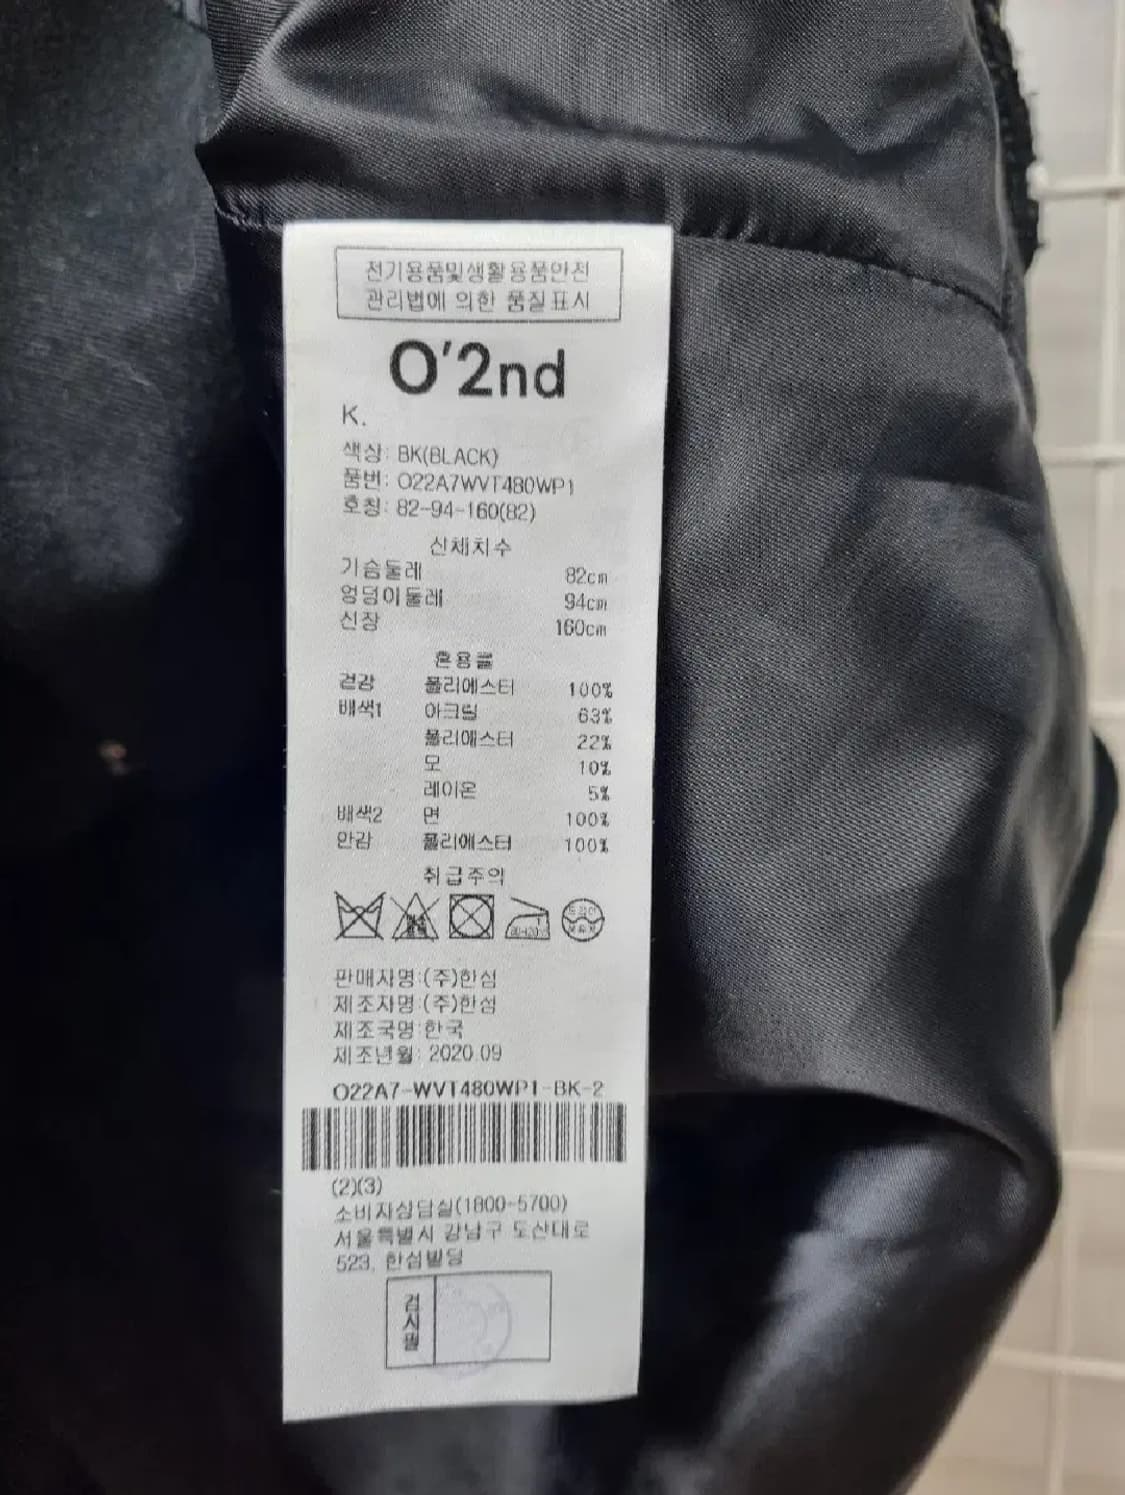 전기용품및생활용품안전
관리법에 의한 품질표시
O'2nd
K.
색상: BK(BLACK)
품번: O22A7WVT480WP1
호칭: 82-94-160(82)
신체치수
가슴둘레 82cm
엉덩이둘레 94cm
신장 160cm
혼용률
겉감 폴리에스터 100%
배색1 아크릴 63%
폴리에스터 22%
모 10%
레이온 5%
배색2 면 100%
안감 폴리에스터 100%
취급주의
판매자명:(주)한섬
제조자명:(주)한섬
제조국명:한국
제조년월: 2020.09
O22A7-WVT480WP1-BK-2
(2)(3)
소비자상담실(1800-5700)
서울특별시 강남구 도산대로
523, 한섬빌딩
검사필